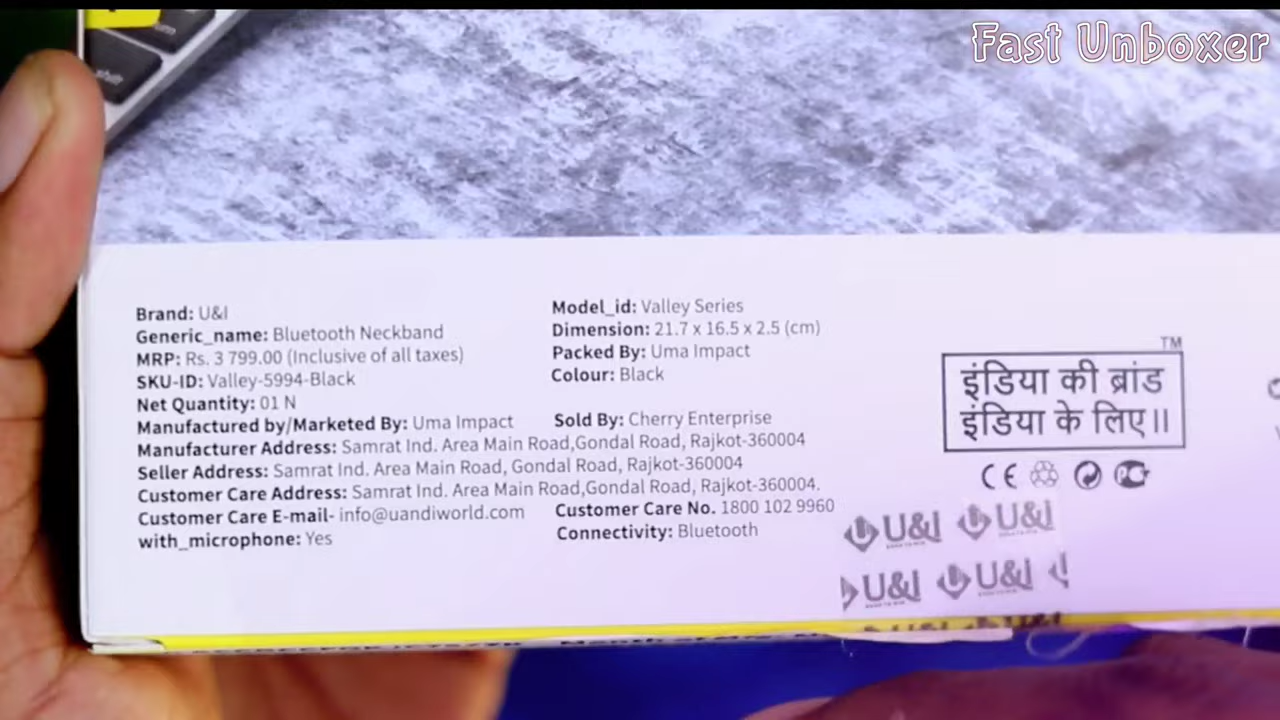 Fast Unboxer
shift
Brand: U&I
Generic_name: Bluetooth Neckband
MRP: Rs. 3 799.00 (Inclusive of all taxes)
SKU-ID: Valley-5994-Black
Net Quantity: 01 N
Model_id: Valley Series
Dimension: 21.7 x 16.5 x 2.5 (cm)
Packed By: Uma Impact
Colour: Black
Manufactured by/Marketed By: Uma Impact Sold By: Cherry Enterprise
Manufacturer Address: Samrat Ind. Area Main Road,Gondal Road, Rajkot-360004
Seller Address: Samrat Ind. Area Main Road, Gondal Road, Rajkot-360004
Customer Care Address: Samrat Ind. Area Main Road,Gondal Road, Rajkot-360004.
Customer Care E-mail- info@uandiworld.com Customer Care No. 1800 102 9960
with_microphone: Yes Connectivity: Bluetooth
TM
इंडिया की ब्रांड
इंडिया के लिए॥
CE
U&I U&I
U&I U&I